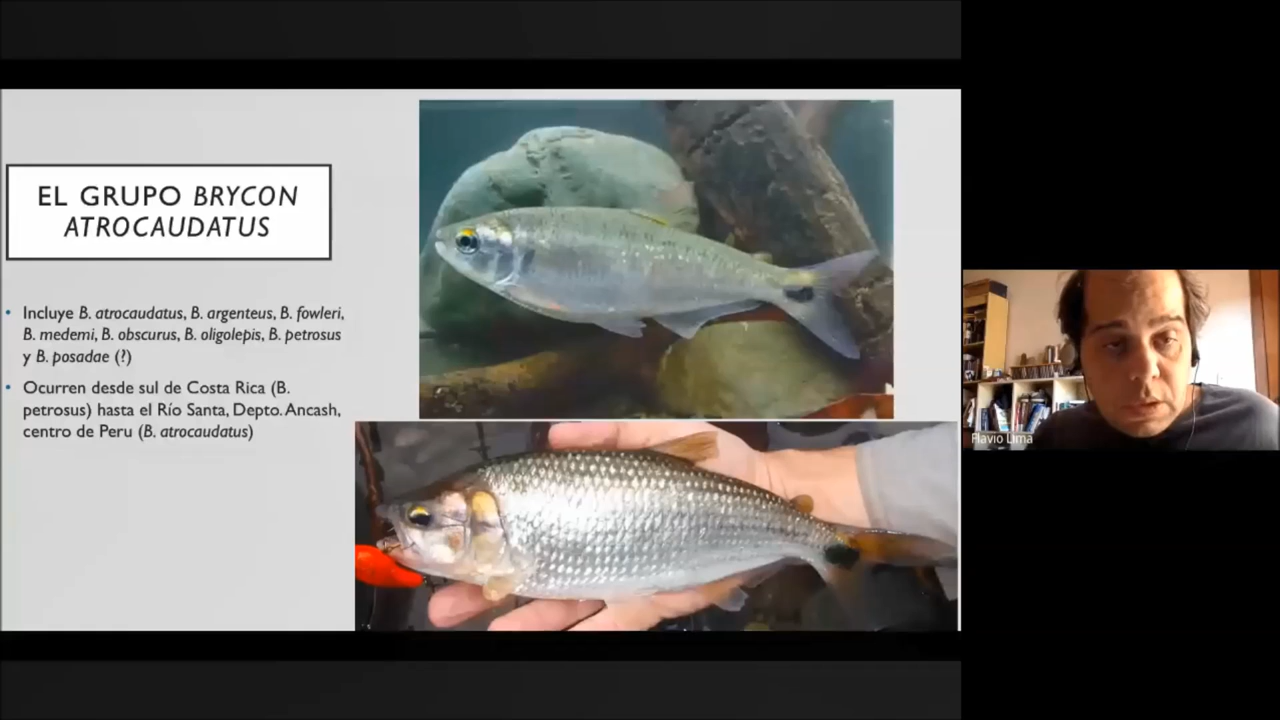 EL GRUPO BRYCON
ATROCAUDATUS
• Incluye B. atrocaudatus, B. argenteus, B. fowleri,
B. medemi, B. obscurus, B. oligolepis, B. petrosus
y B. posadae (?)
• Ocurren desde sul de Costa Rica (B.
petrosus) hasta el Río Santa, Depto. Ancash,
centro de Peru (B. atrocaudatus)
Flavio Lima